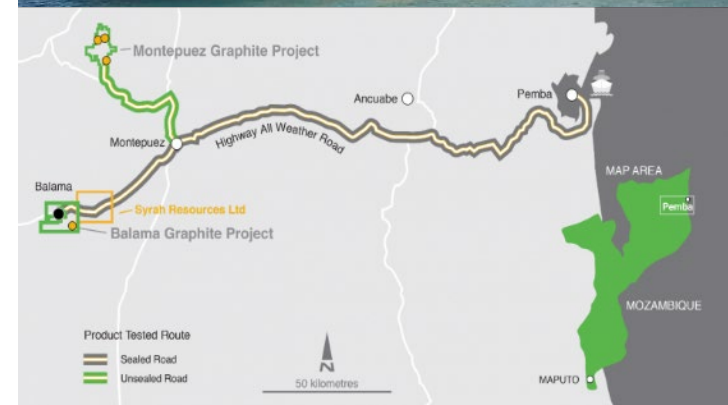 Montepuez Graphite Project
Ancuabe
Pemba
Highway All Weather Road
Montepuez
MAP AREA
Balama
Syrah Resources Ltd
Pemba
Balama Graphite Project
MOZAMBIQUE
Product Tested Route
Sealed Road
Unsealed Road
N
50 kilometres
MAPUTO